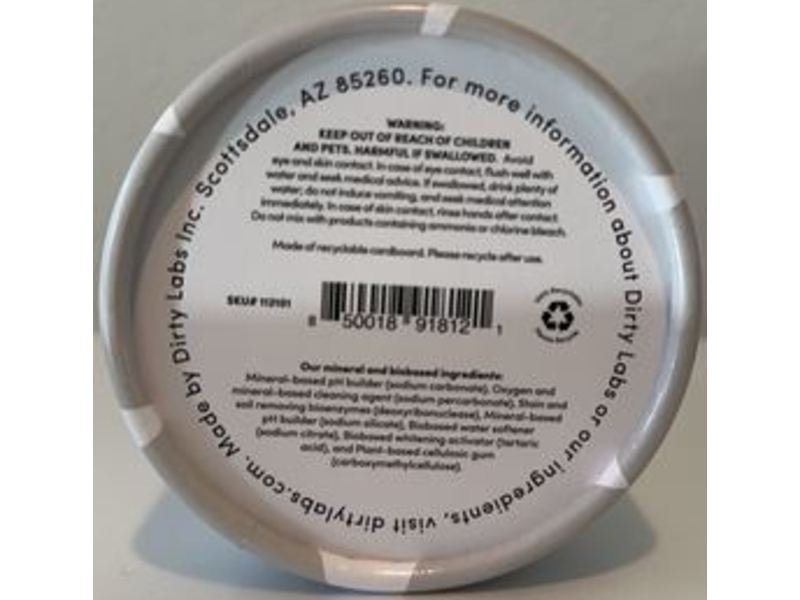 Made by Dirty Labs Inc. Scottsdale, AZ 85260. For more information about Dirty Labs or our ingredients, visit dirtylabs.com.
WARNING:
KEEP OUT OF REACH OF CHILDREN
AND PETS. HARMFUL IF SWALLOWED. Avoid
eye and skin contact. In case of eye contact, flush well with
water and seek medical advice. If swallowed, drink plenty of
water; do not induce vomiting, and seek medical attention
immediately. In case of skin contact, rinse hands after contact.
Do not mix with products containing ammonia or chlorine bleach.
Made of recyclable cardboard. Please recycle after use.
SKU# 112101
8 50018 91812 1
Our mineral and biobased ingredients:
Mineral-based pH builder (sodium carbonate), Oxygen and
mineral-based cleaning agent (sodium percarbonate), Stain and
soil removing bioenzymes (deoxyribonuclease), Mineral-based
pH builder (sodium silicate), Biobased water softener
(sodium citrate), Biobased whitening activator (tartaric
acid), and Plant-based cellulosic gum
(carboxymethylcellulose).